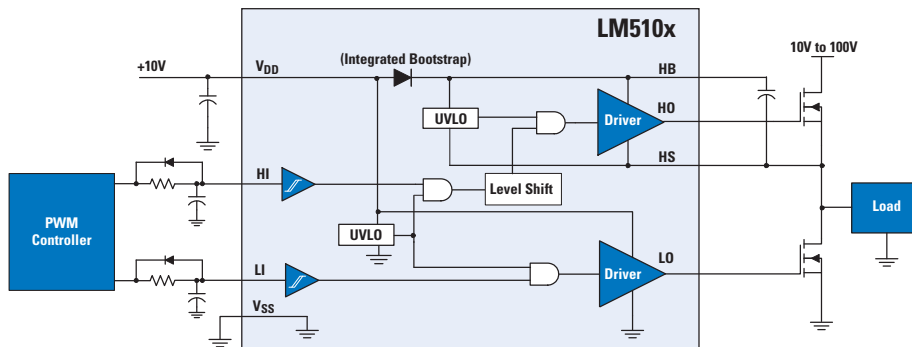 LM510x
10V to 100V
+10V
VDD
(Integrated Bootstrap)
HB
UVLO
Driver
HO
HS
HI
Level Shift
PWM
Controller
Load
UVLO
LI
Driver
LO
VSS